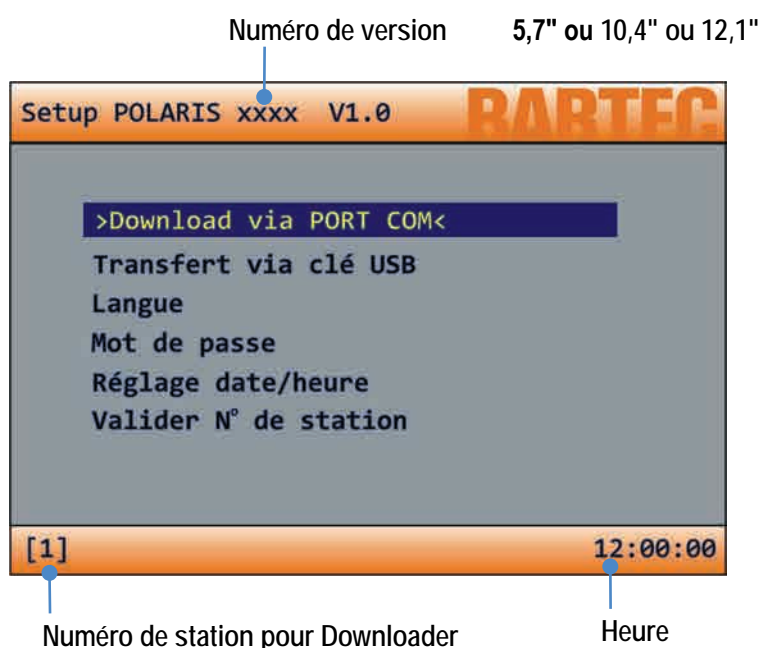 Numéro de version 5,7" ou 10,4" ou 12,1"
Setup POLARIS xxxx V1.0 BARTEC
>Download via PORT COM<
Transfert via clé USB
Langue
Mot de passe
Réglage date/heure
Valider N° de station
[1] 12:00:00
Numéro de station pour Downloader Heure